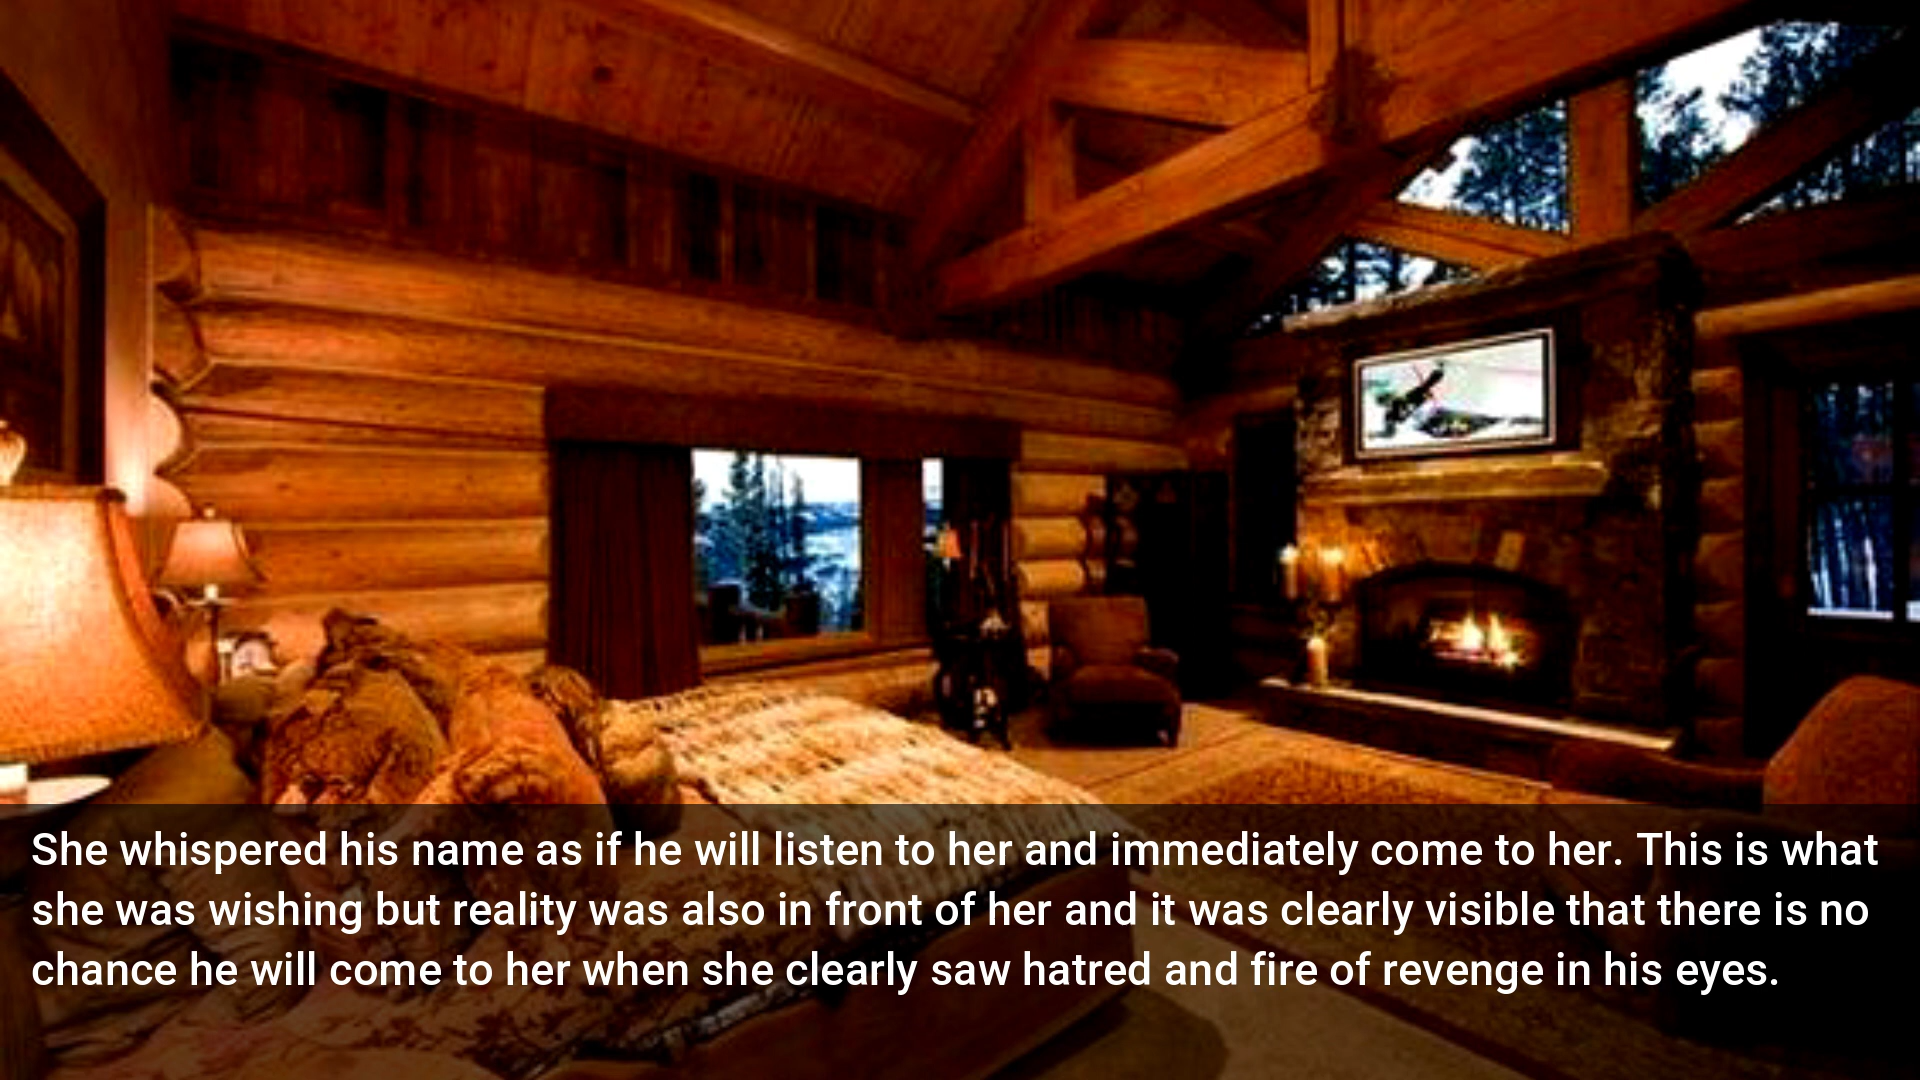 She whispered his name as if he will listen to her and immediately come to her. This is what
she was wishing but reality was also in front of her and it was clearly visible that there is no
chance he will come to her when she clearly saw hatred and fire of revenge in his eyes.